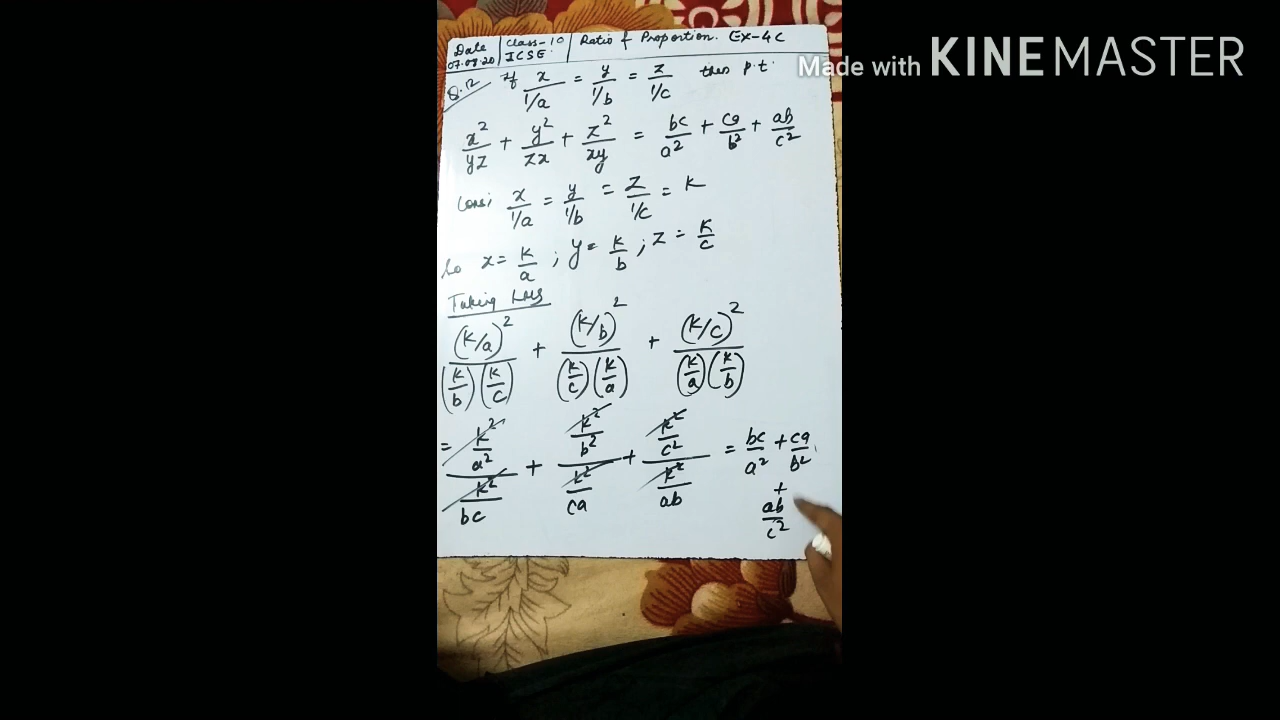 Made with KINEMASTER
Date 07.08.20 | Class-10 ICSE | Ratio & Proportion. EX-4C
Q.12 If x/(1/a) = y/(1/b) = z/(1/c) then p.t.
x²/yz + y²/zx + z²/xy = bc/a² + ca/b² + ab/c²
x/(1/a) = y/(1/b) = z/(1/c) = K
So x = K/a ; y = k/b ; z = K/c
Taking LHS
(K/a)²/(K/b)(K/c) + (K/b)²/(K/c)(K/a) + (K/c)²/(K/a)(K/b)
= (k²/a²)/(k²/bc) + (k²/b²)/(k²/ca) + (k²/c²)/(k²/ab) = bc/a² + ca/b²
+ ab/c²